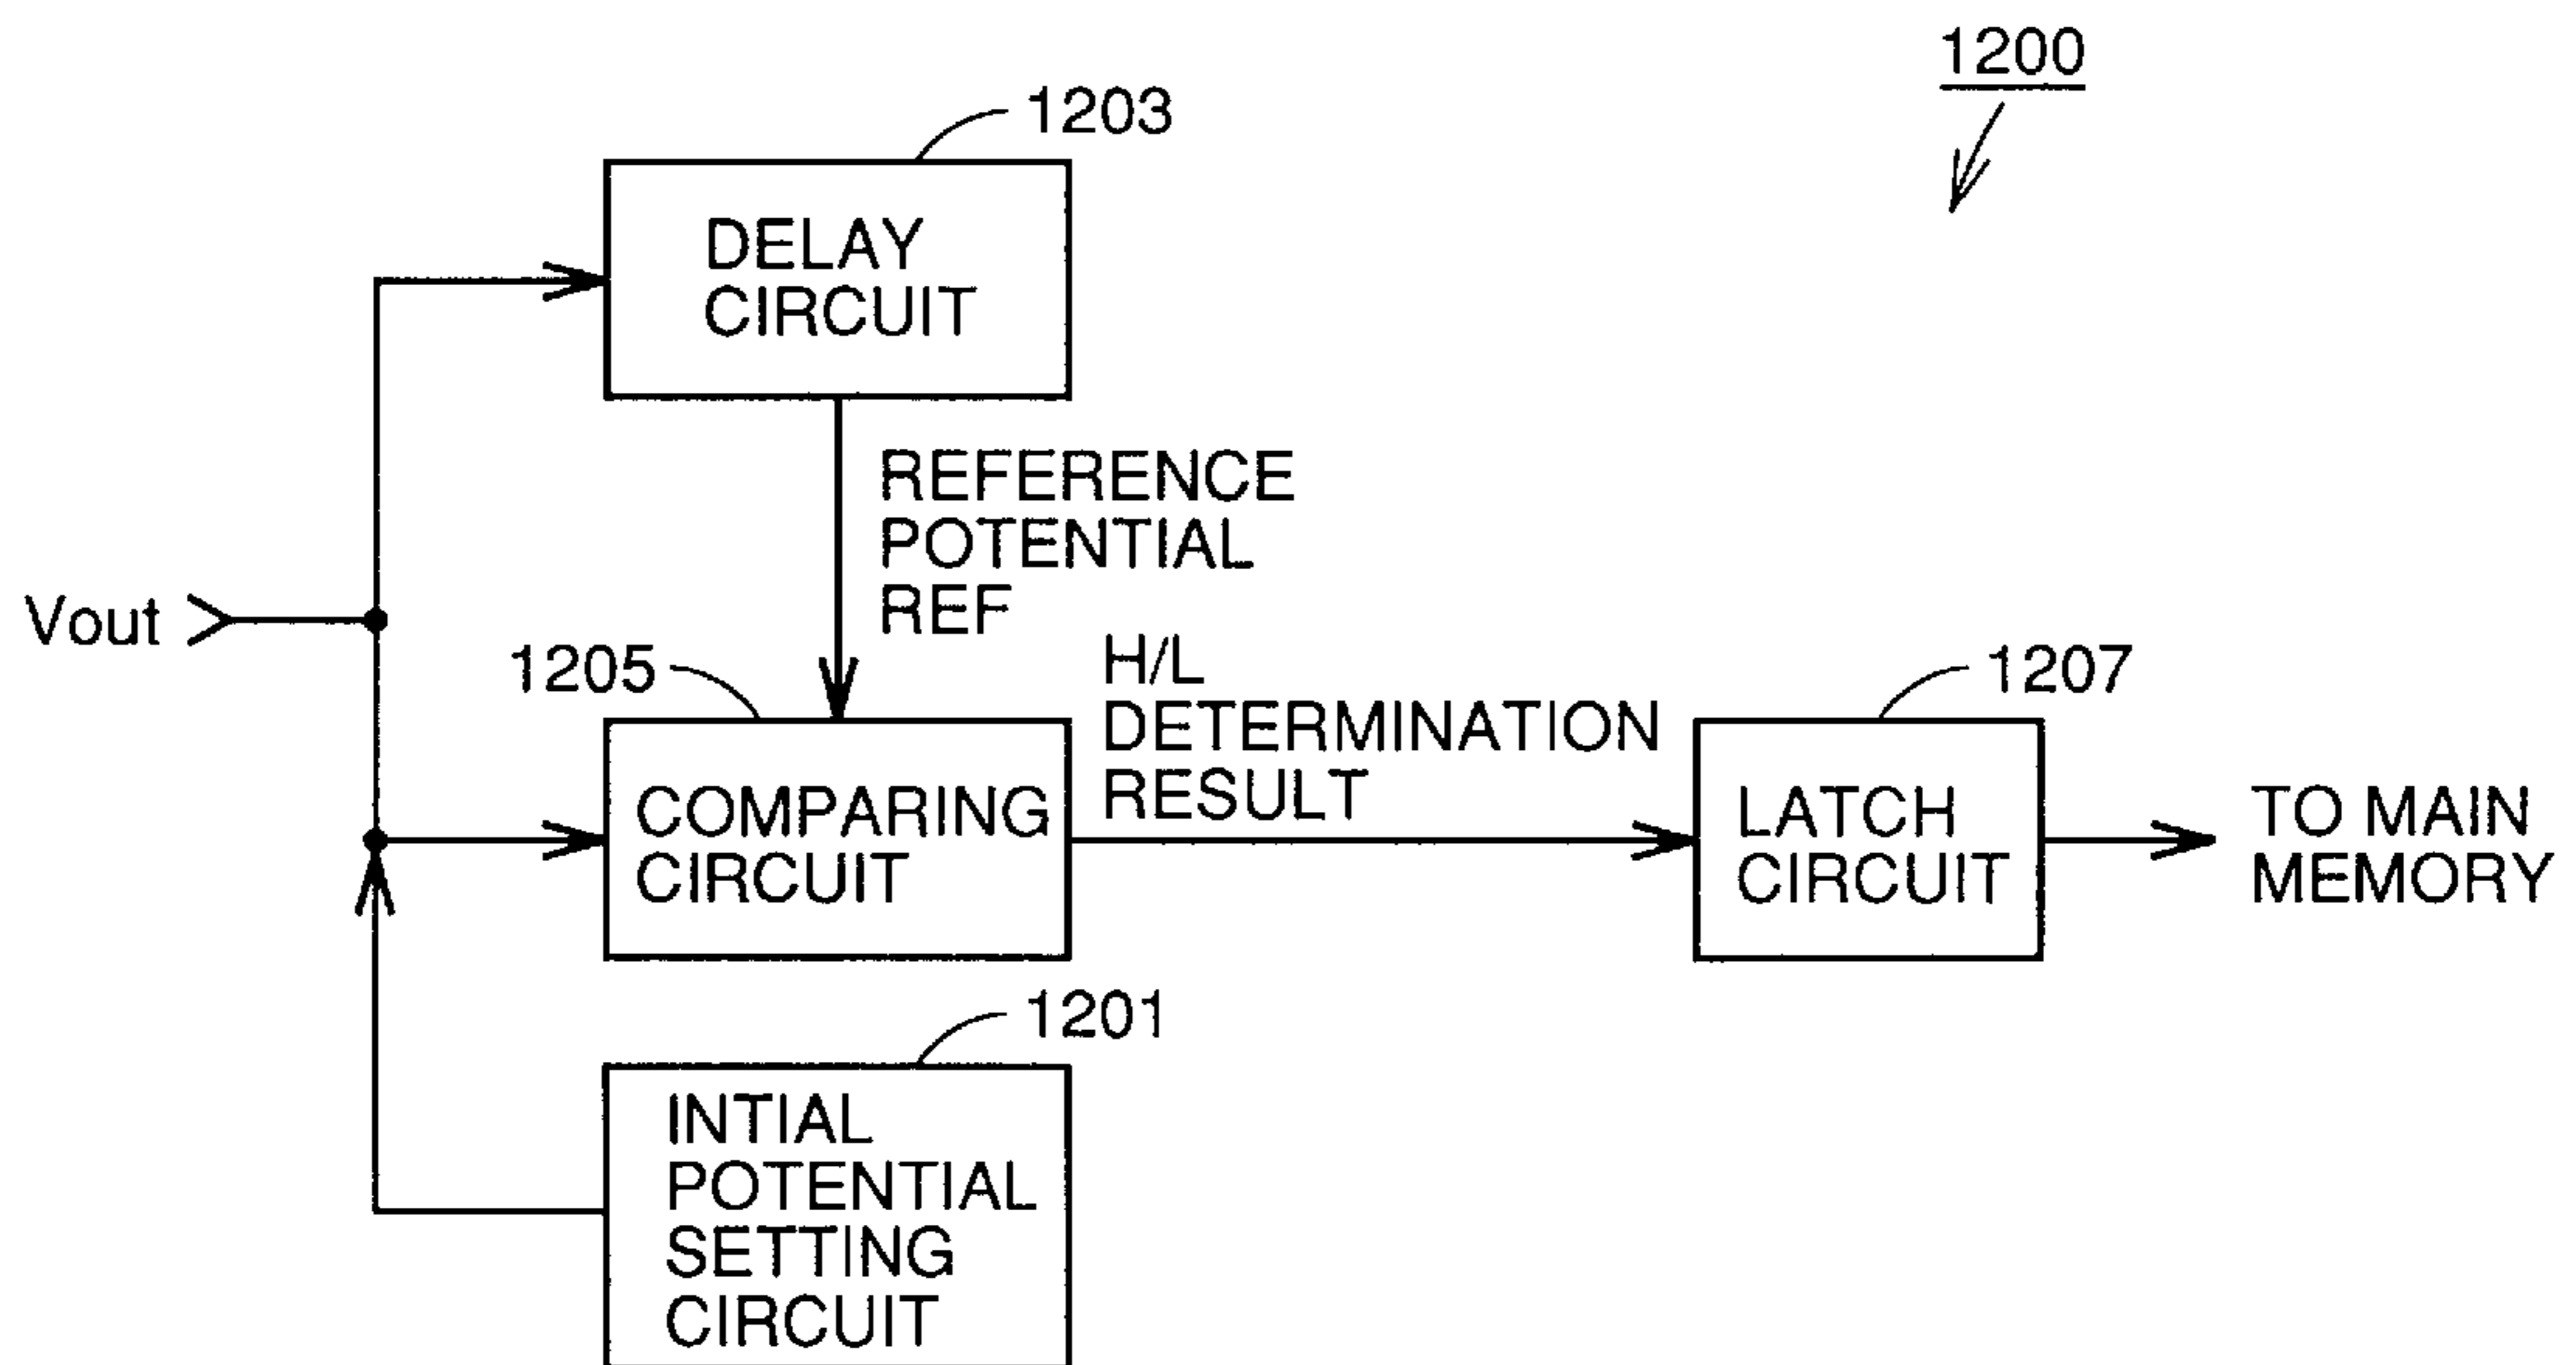 1200
1203
DELAY
CIRCUIT
REFERENCE
POTENTIAL
REF
Vout
1205
H/L
DETERMINATION
RESULT
1207
COMPARING
CIRCUIT
LATCH
CIRCUIT
TO MAIN
MEMORY
1201
INTIAL
POTENTIAL
SETTING
CIRCUIT